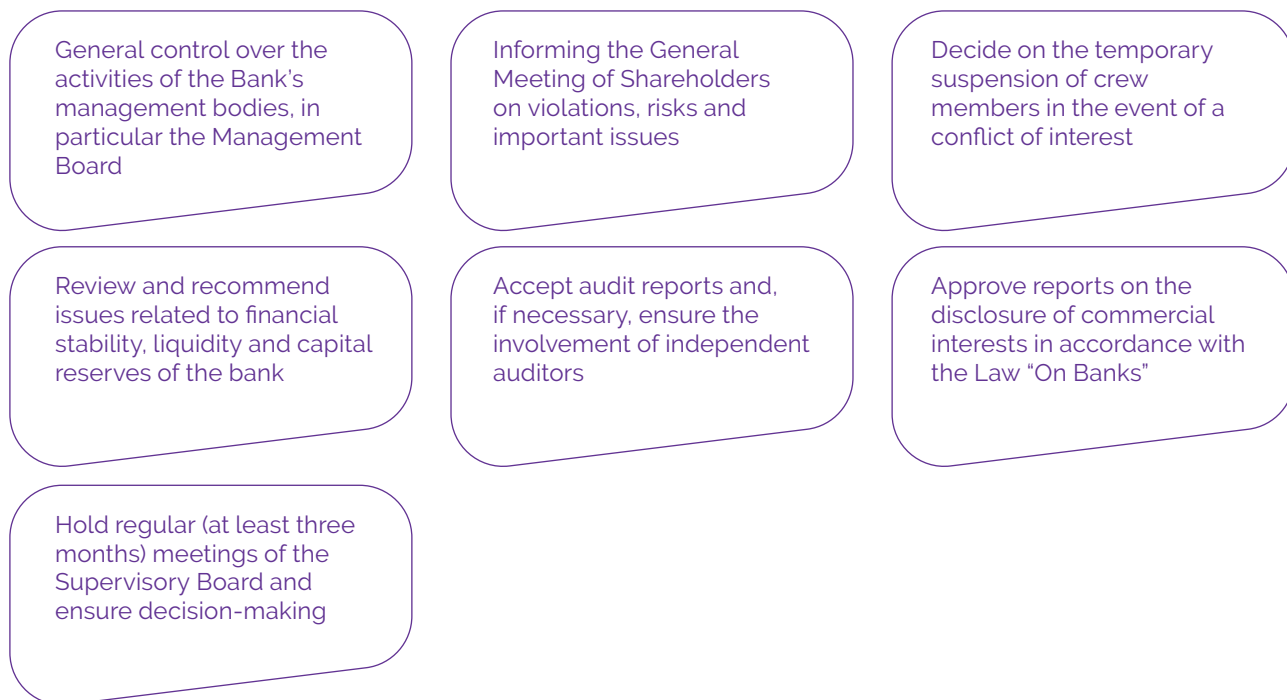 General control over the
activities of the Bank’s
management bodies, in
particular the Management
Board
Informing the General
Meeting of Shareholders
on violations, risks and
important issues
Decide on the temporary
suspension of crew
members in the event of a
conflict of interest
Review and recommend
issues related to financial
stability, liquidity and capital
reserves of the bank
Accept audit reports and,
if necessary, ensure the
involvement of independent
auditors
Approve reports on the
disclosure of commercial
interests in accordance with
the Law “On Banks”
Hold regular (at least three
months) meetings of the
Supervisory Board and
ensure decision-making